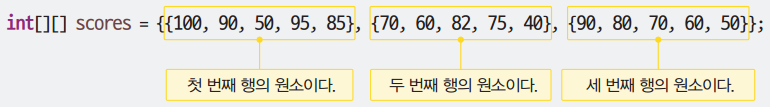 int[][] scores = {{100, 90, 50, 95, 85}, {70, 60, 82, 75, 40}, {90, 80, 70, 60, 50}};
첫 번째 행의 원소이다.
두 번째 행의 원소이다.
세 번째 행의 원소이다.